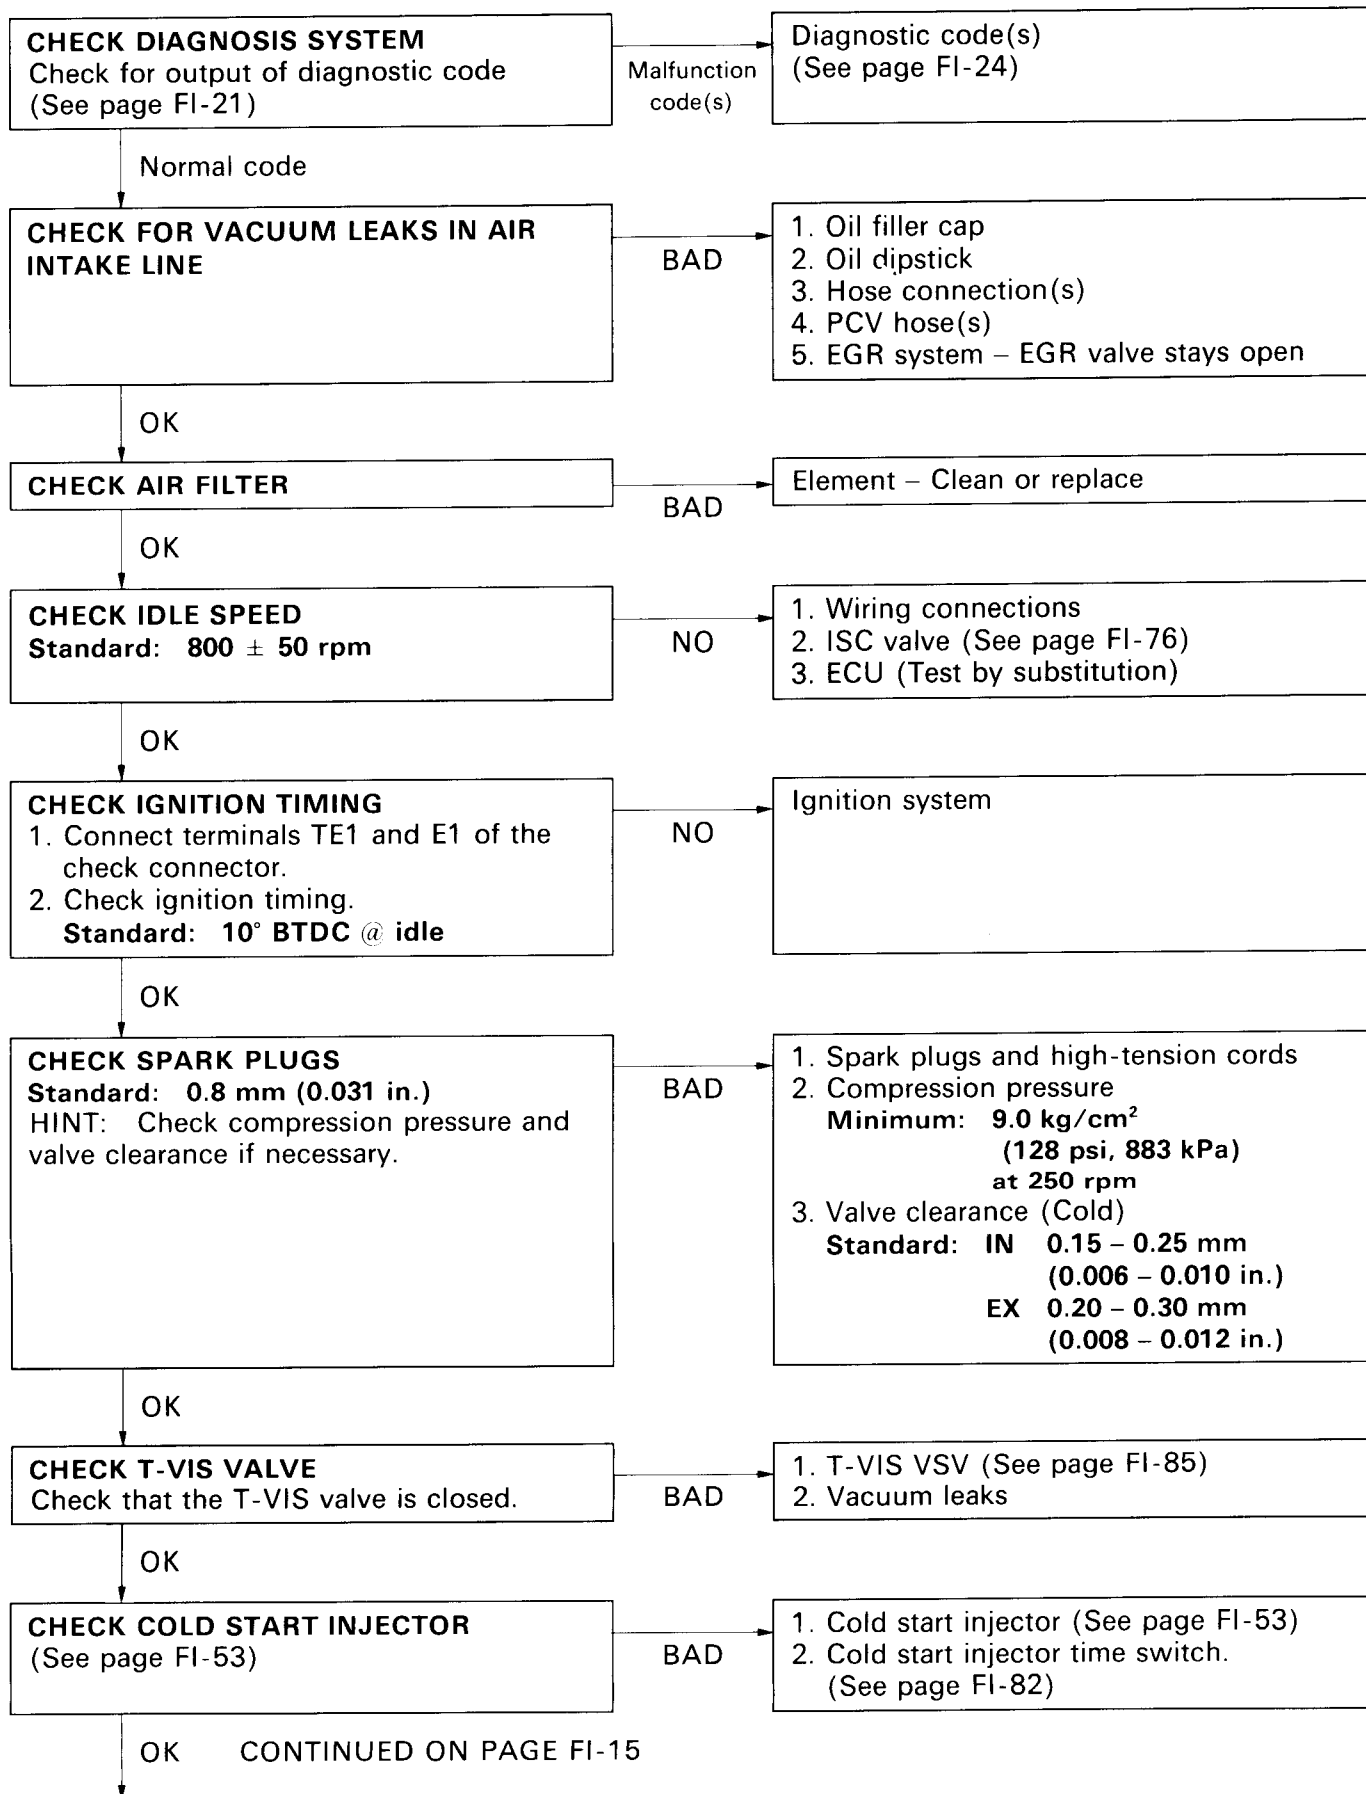 CHECK DIAGNOSIS SYSTEM
Check for output of diagnostic code
(See page FI-21)
Malfunction
code(s)
Diagnostic code(s)
(See page FI-24)
Normal code
CHECK FOR VACUUM LEAKS IN AIR
INTAKE LINE
BAD
1. Oil filler cap
2. Oil dipstick
3. Hose connection(s)
4. PCV hose(s)
5. EGR system – EGR valve stays open
OK
CHECK AIR FILTER
BAD
Element – Clean or replace
OK
CHECK IDLE SPEED
Standard: 800 ± 50 rpm
NO
1. Wiring connections
2. ISC valve (See page FI-76)
3. ECU (Test by substitution)
OK
CHECK IGNITION TIMING
1. Connect terminals TE1 and E1 of the
check connector.
2. Check ignition timing.
Standard: 10° BTDC @ idle
NO
Ignition system
OK
CHECK SPARK PLUGS
Standard: 0.8 mm (0.031 in.)
HINT: Check compression pressure and
valve clearance if necessary.
BAD
1. Spark plugs and high-tension cords
2. Compression pressure
Minimum: 9.0 kg/cm²
(128 psi, 883 kPa)
at 250 rpm
3. Valve clearance (Cold)
Standard: IN 0.15 – 0.25 mm
(0.006 – 0.010 in.)
EX 0.20 – 0.30 mm
(0.008 – 0.012 in.)
OK
CHECK T-VIS VALVE
Check that the T-VIS valve is closed.
BAD
1. T-VIS VSV (See page FI-85)
2. Vacuum leaks
OK
CHECK COLD START INJECTOR
(See page FI-53)
BAD
1. Cold start injector (See page FI-53)
2. Cold start injector time switch.
(See page FI-82)
OK CONTINUED ON PAGE FI-15